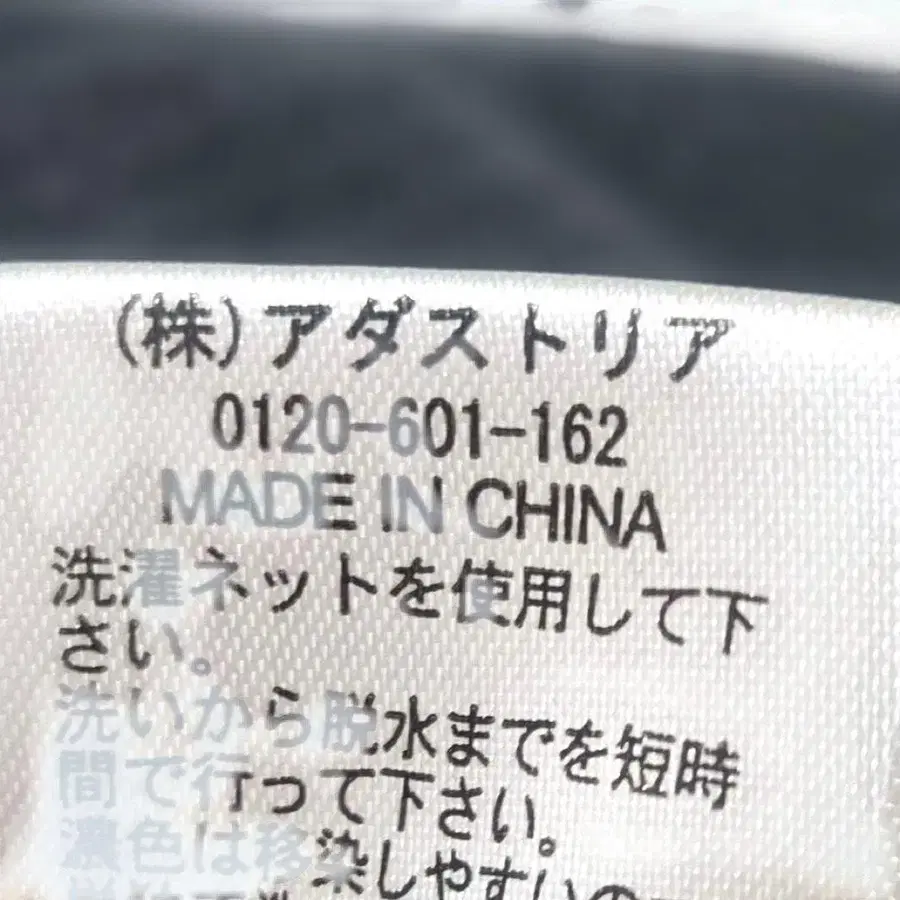 (株)アダストリア
0120-601-162
MADE IN CHINA
洗濯ネットを使用して下
さい。
洗いから脱水までを短時
間で行って下さい。
濃色は移染しやすいの